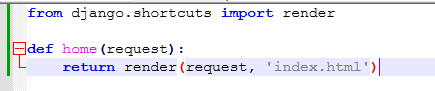 from django.shortcuts import render
def home(request):
    return render(request, 'index.html')